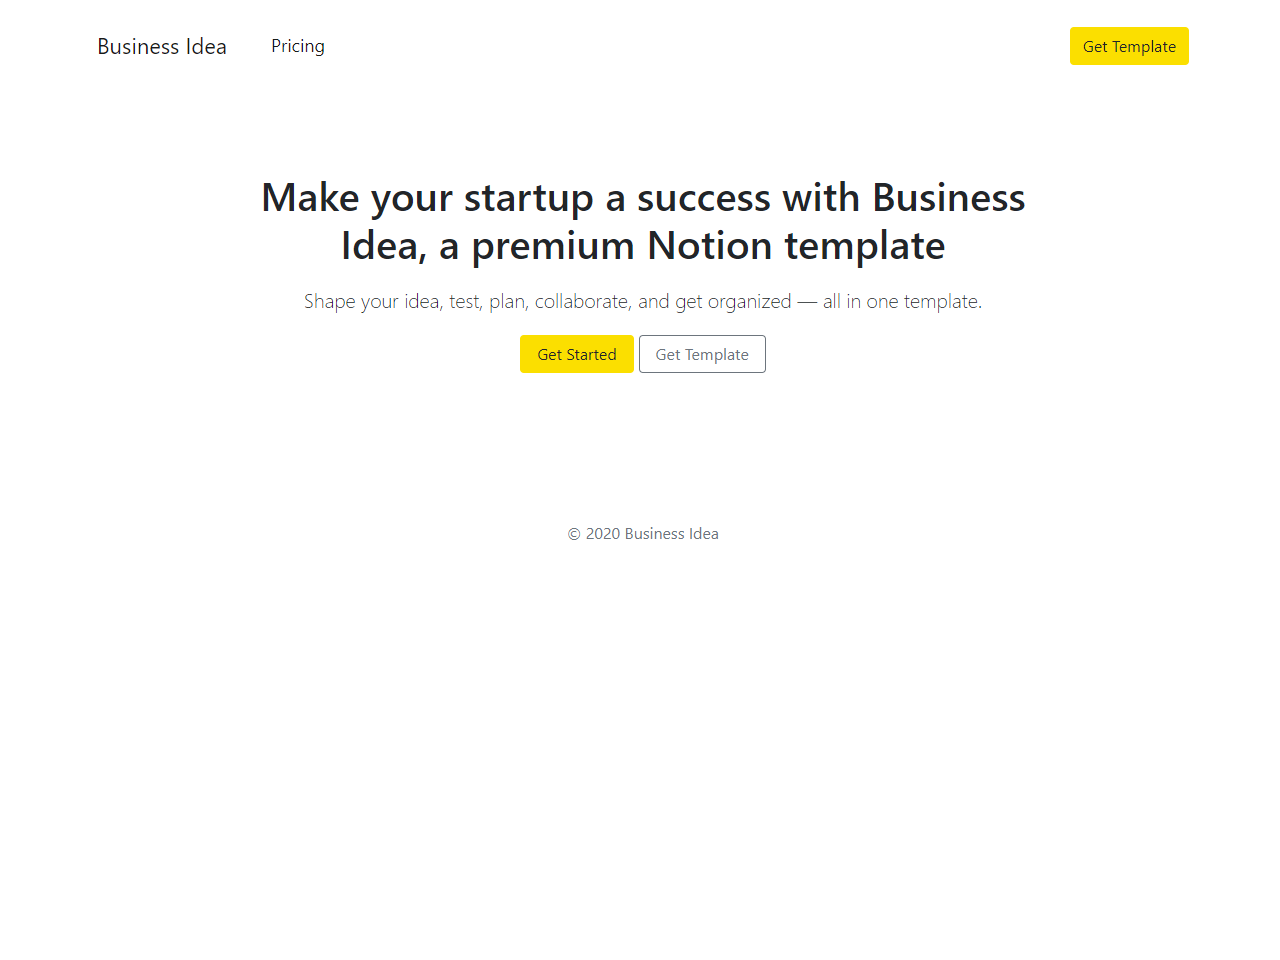 Business Idea
Pricing
Get Template
Make your startup a success with Business
Idea, a premium Notion template
Shape your idea, test, plan, collaborate, and get organized — all in one template.
Get Started
Get Template
© 2020 Business Idea